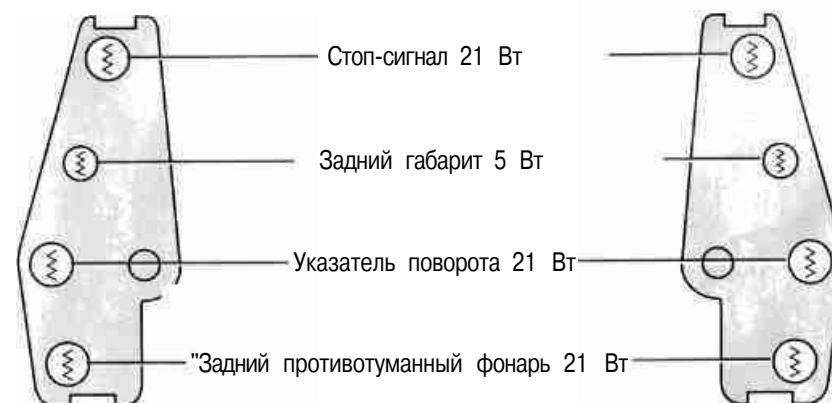 Стоп-сигнал 21 Вт
Задний габарит 5 Вт
Указатель поворота 21 Вт
"Задний противотуманный фонарь 21 Вт